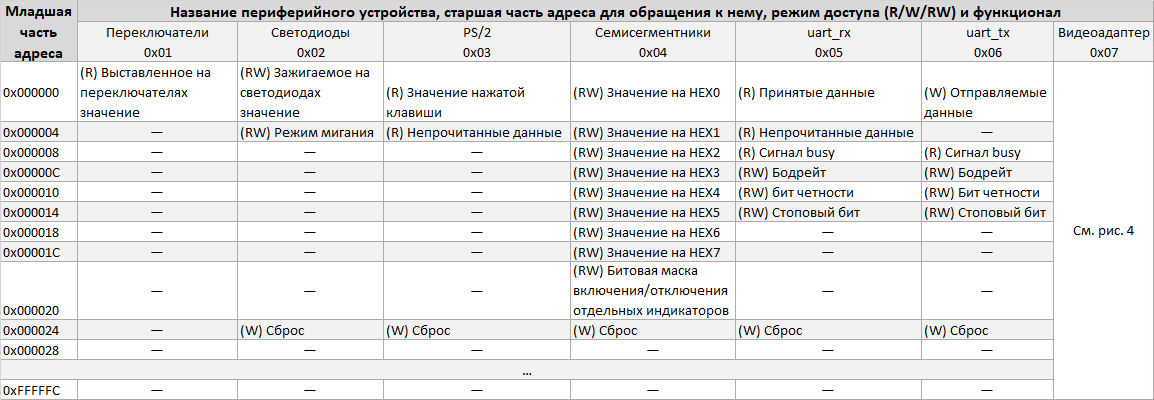 Младшая часть адреса
Название периферийного устройства, старшая часть адреса для обращения к нему, режим доступа (R/W/RW) и функционал
Переключатели 0x01
Светодиоды 0x02
PS/2 0x03
Семисегментники 0x04
uart_rx 0x05
uart_tx 0x06
Видеоадаптер 0x07
0x000000
(R) Выставленное на
переключателях
значение
(RW) Зажигаемое на
светодиодах
значение
(R) Значение нажатой
клавиши
(RW) Значение на HEX0
(R) Принятые данные
(W) Отправляемые
данные
См. рис. 4
0x000004 — (RW) Режим мигания (R) Непрочитанные данные (RW) Значение на HEX1 (R) Непрочитанные данные —
0x000008 — — — (RW) Значение на HEX2 (R) Сигнал busy (R) Сигнал busy
0x00000C — — — (RW) Значение на HEX3 (RW) Бодрейт (RW) Бодрейт
0x000010 — — — (RW) Значение на HEX4 (RW) бит четности (RW) Бит четности
0x000014 — — — (RW) Значение на HEX5 (RW) Стоповый бит (RW) Стоповый бит
0x000018 — — — (RW) Значение на HEX6 — —
0x00001C — — — (RW) Значение на HEX7 — —
0x000020 — — —
(RW) Битовая маска
включения/отключения
отдельных индикаторов
— —
0x000024 — (W) Сброс (W) Сброс (W) Сброс (W) Сброс (W) Сброс
0x000028 — — — — — —
...
0xFFFFFC — — — — — —